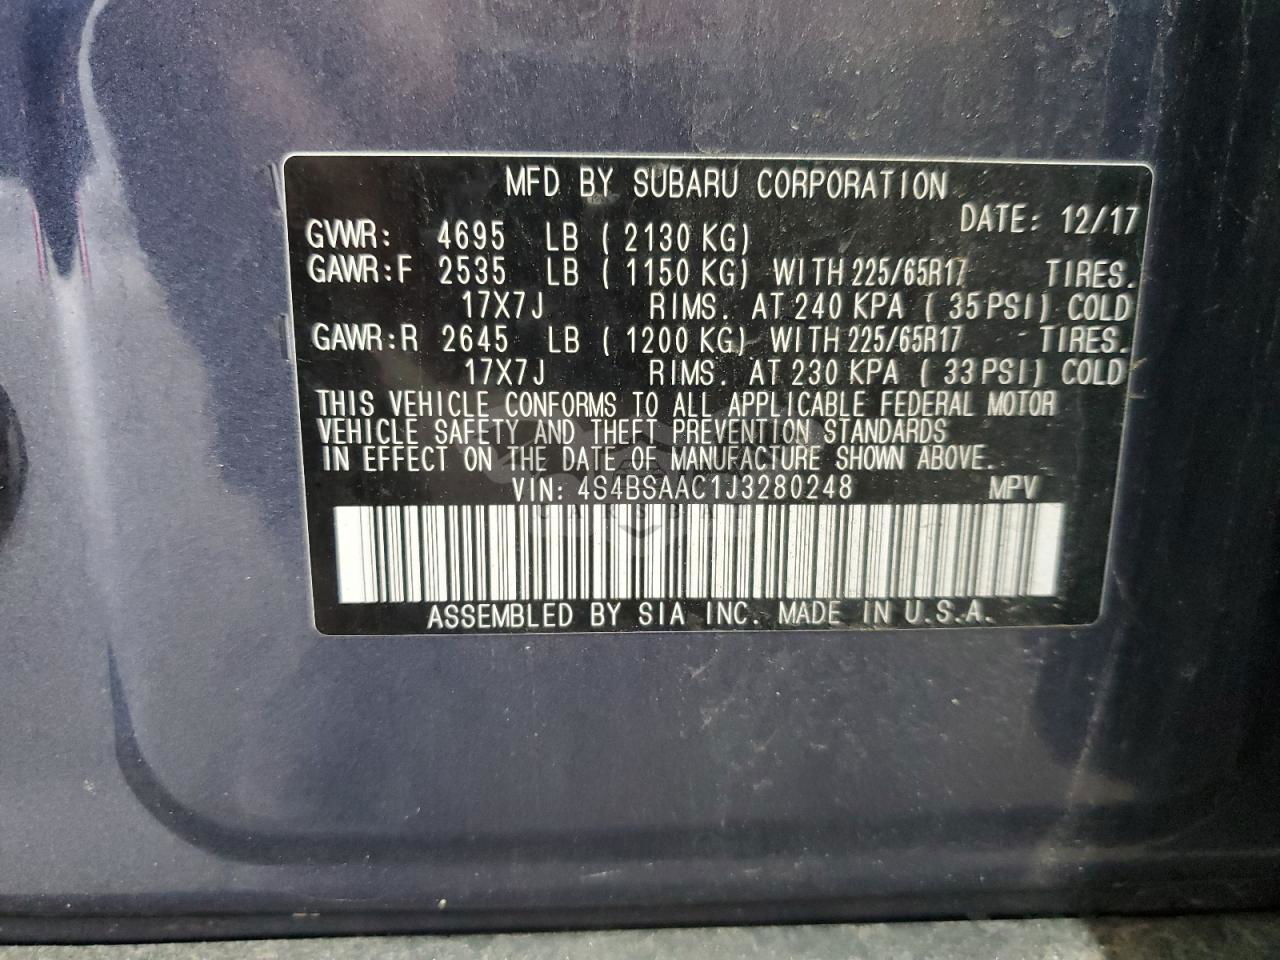 MFD BY SUBARU CORPORATION
DATE: 12/17
GVWR: 4695 LB ( 2130 KG)
GAWR:F 2535 LB ( 1150 KG) WITH 225/65R17 TIRES.
17X7J RIMS. AT 240 KPA ( 35 PSI) COLD
GAWR:R 2645 LB ( 1200 KG) WITH 225/65R17 TIRES.
17X7J RIMS. AT 230 KPA ( 33 PSI) COLD
THIS VEHICLE CONFORMS TO ALL APPLICABLE FEDERAL MOTOR
VEHICLE SAFETY AND THEFT PREVENTION STANDARDS
IN EFFECT ON THE DATE OF MANUFACTURE SHOWN ABOVE.
VIN: 4S4BSAAC1J3280248 MPV
ASSEMBLED BY SIA INC. MADE IN U.S.A.